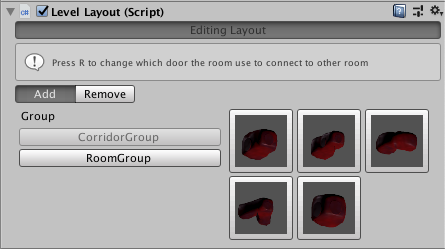 Level Layout (Script)
Editing Layout
Press R to change which door the room use to connect to other room
Add
Remove
Group
CorridorGroup
RoomGroup